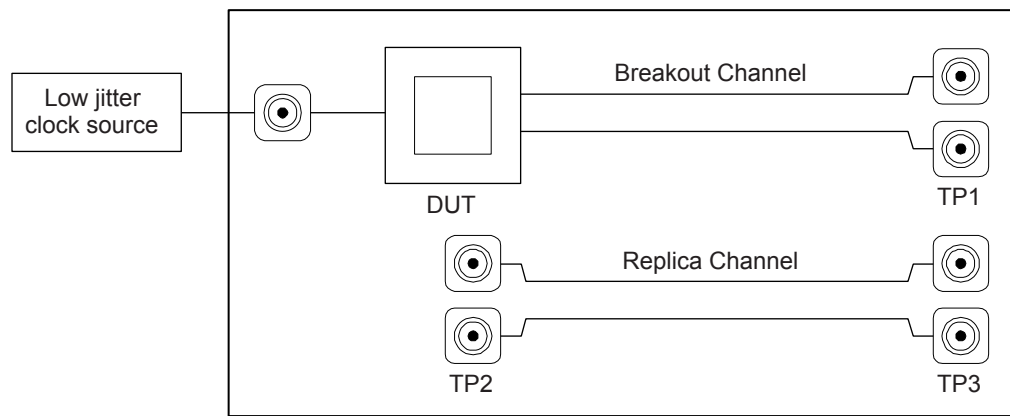 Low jitter
clock source
Breakout Channel
DUT
TP1
Replica Channel
TP2
TP3